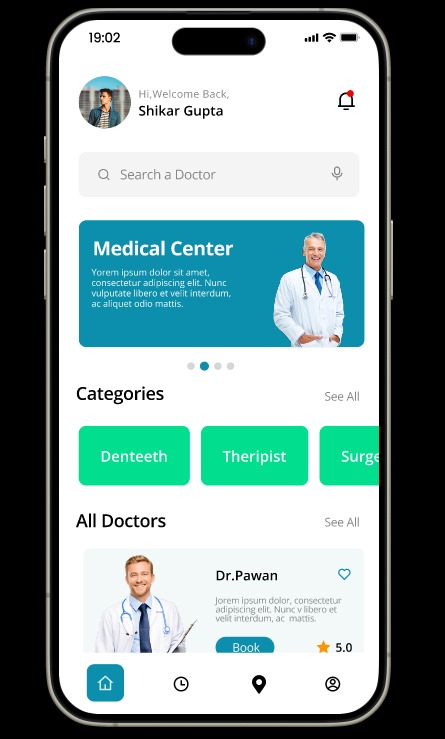 19:02
Hi,Welcome Back,
Shikar Gupta
Search a Doctor
Medical Center
Yorem ipsum dolor sit amet,
consectetur adipiscing elit. Nunc
vulputate libero et velit interdum,
ac aliquet odio mattis.
Categories
See All
Denteeth
Theripist
Surge
All Doctors
See All
Dr.Pawan
Jorem ipsum dolor, consectetur
adipiscing elit. Nunc v libero et
velit interdum, ac  mattis.
Book
5.0